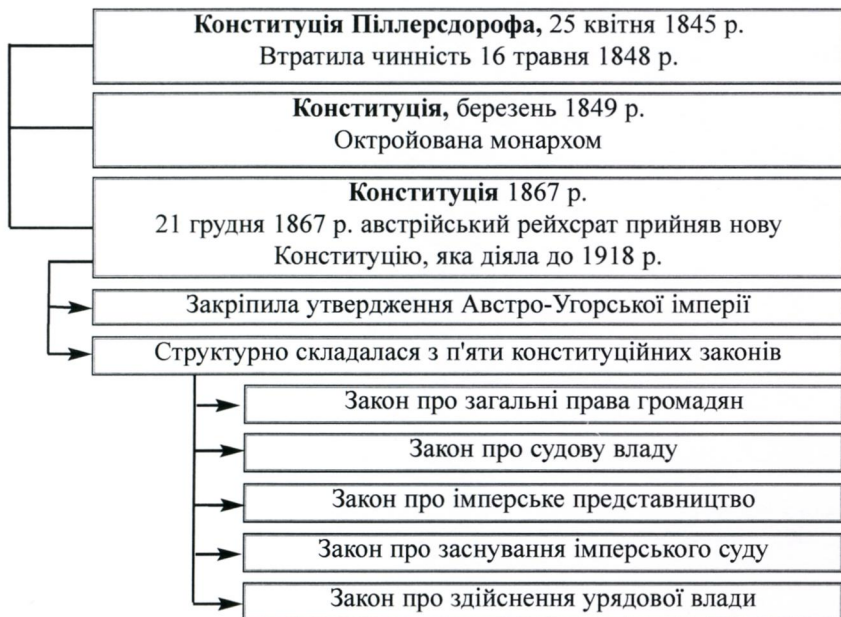 Конституція Піллерсдорофа, 25 квітня 1845 р.
Втратила чинність 16 травня 1848 р.
Конституція, березень 1849 р.
Октройована монархом
Конституція 1867 р.
21 грудня 1867 р. австрійський рейхсрат прийняв нову
Конституцію, яка діяла до 1918 р.
Закріпила утвердження Австро-Угорської імперії
Структурно складалася з п'яти конституційних законів
Закон про загальні права громадян
Закон про судову владу
Закон про імперське представництво
Закон про заснування імперського суду
Закон про здійснення урядової влади